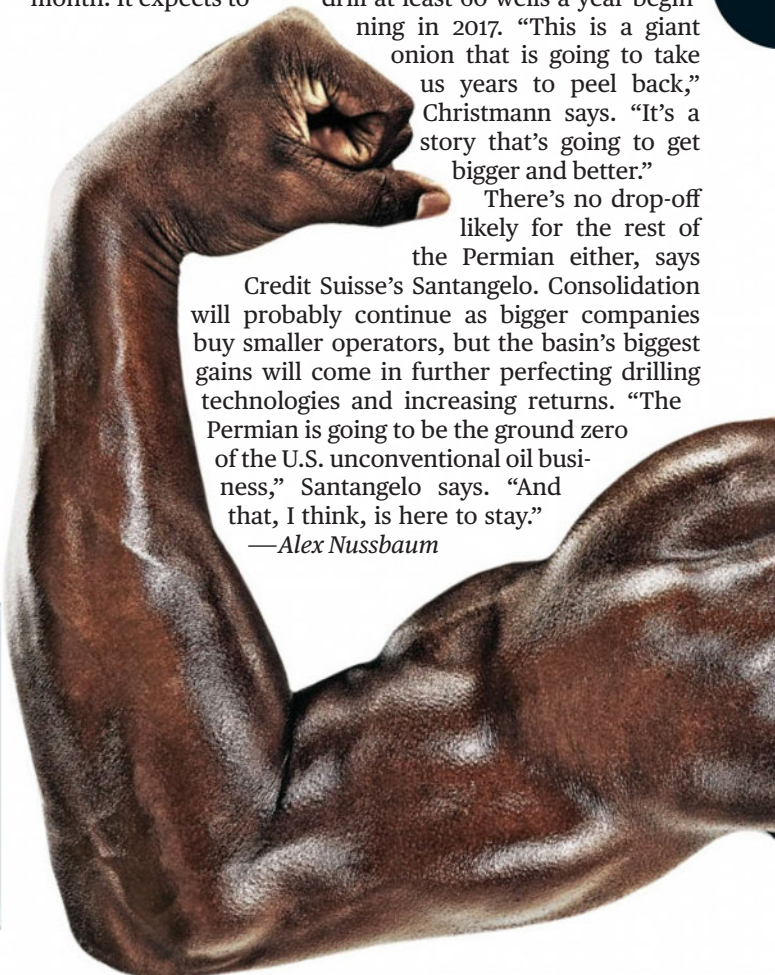 month. It expects to drill at least 60 wells a year begin-
ning in 2017. “This is a giant
onion that is going to take
us years to peel back,”
Christmann says. “It’s a
story that’s going to get
bigger and better.”
There’s no drop-off
likely for the rest of
the Permian either, says
Credit Suisse’s Santangelo. Consolidation
will probably continue as bigger companies
buy smaller operators, but the basin’s biggest
gains will come in further perfecting drilling
technologies and increasing returns. “The
Permian is going to be the ground zero
of the U.S. unconventional oil busi-
ness,” Santangelo says. “And
that, I think, is here to stay.”
—Alex Nussbaum